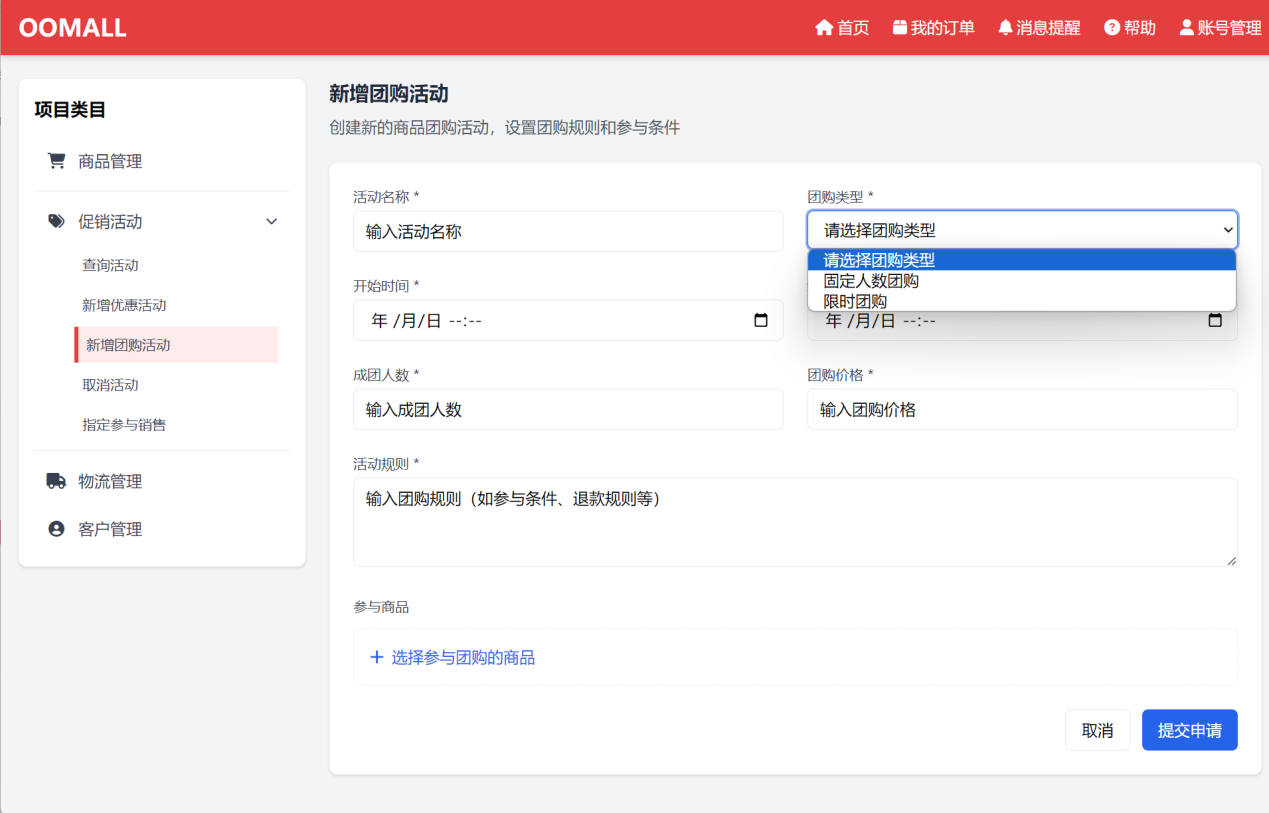 OOMALL
首页
我的订单
消息提醒
帮助
账号管理
项目类目
商品管理
促销活动
查询活动
新增优惠活动
新增团购活动
取消活动
指定参与销售
物流管理
客户管理
新增团购活动
创建新的商品团购活动，设置团购规则和参与条件
活动名称 *
输入活动名称
团购类型 *
请选择团购类型
请选择团购类型
固定人数团购
限时团购
开始时间 *
年 /月/日 --:--
年 /月/日 --:--
成团人数 *
输入成团人数
团购价格 *
输入团购价格
活动规则 *
输入团购规则（如参与条件、退款规则等）
参与商品
+ 选择参与团购的商品
取消
提交申请